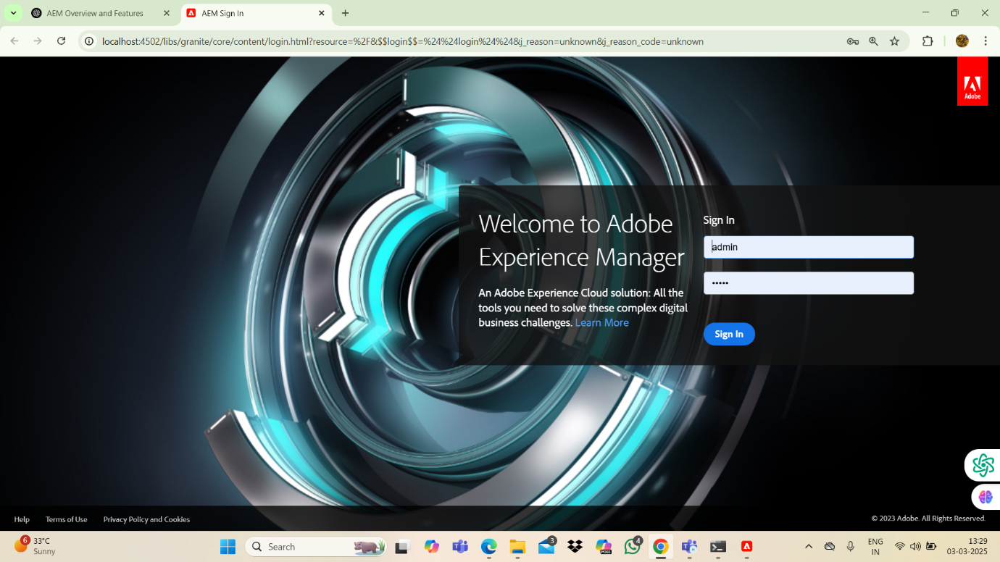 AEM Overview and Features
AEM Sign In
localhost:4502/libs/granite/core/content/login.html?resource=%2F&$$login$$=%24%24login%24%24&j_reason=unknown&j_reason_code=unknown
Adobe
Welcome to Adobe
Experience Manager
An Adobe Experience Cloud solution: All the
tools you need to solve these complex digital
business challenges. Learn More
Sign In
admin
•••••
Sign In
Help
Terms of Use
Privacy Policy and Cookies
© 2023 Adobe. All Rights Reserved.
6
33°C
Sunny
Search
3
M365
4
ENG
IN
13:29
03-03-2025